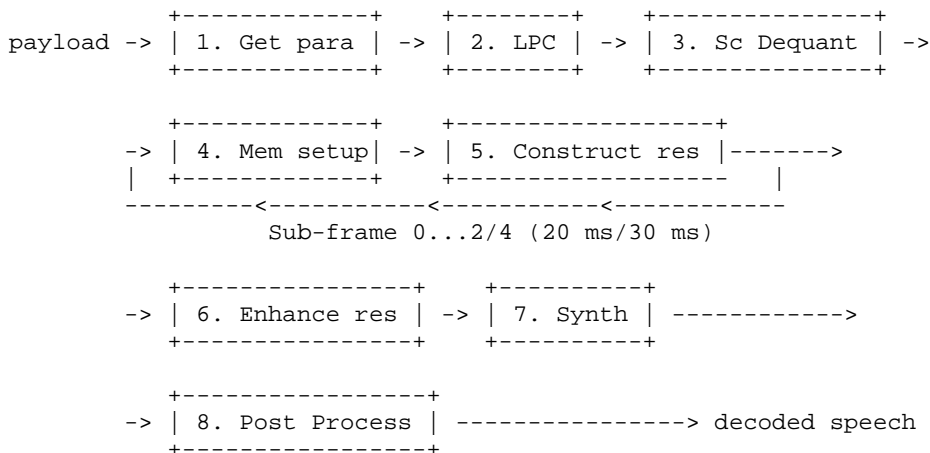 payload -> | 1. Get para | -> | 2. LPC | -> | 3. Sc Dequant | ->
-> | 4. Mem setup| -> | 5. Construct res |------->
Sub-frame 0...2/4 (20 ms/30 ms)
-> | 6. Enhance res | -> | 7. Synth | ------------>
-> | 8. Post Process | ----------------> decoded speech